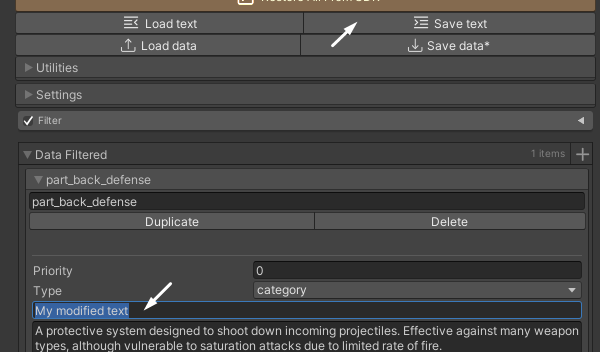 Load text
Save text
Load data
Save data*
Utilities
Settings
Filter
Data Filtered
1 items
part_back_defense
part_back_defense
Duplicate
Delete
Priority
0
Type
category
My modified text
A protective system designed to shoot down incoming projectiles. Effective against many weapon
types, although vulnerable to saturation attacks due to limited rate of fire.